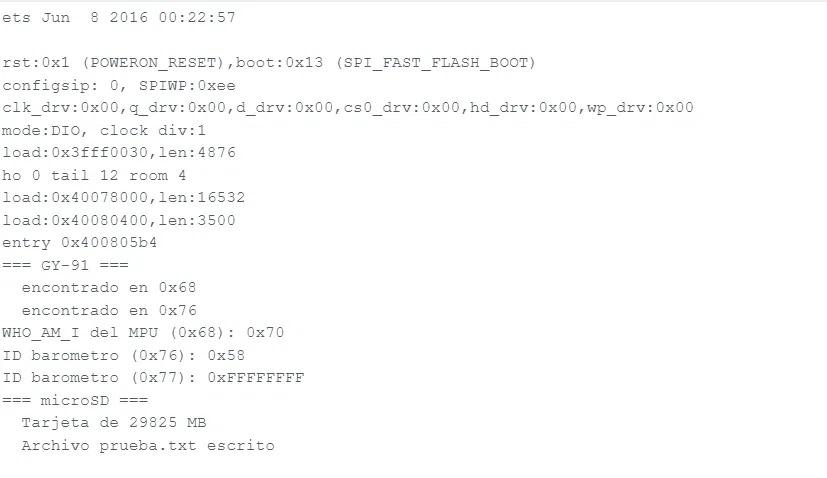 ets Jun  8 2016 00:22:57
rst:0x1 (POWERON_RESET),boot:0x13 (SPI_FAST_FLASH_BOOT)
configsip: 0, SPIWP:0xee
clk_drv:0x00,q_drv:0x00,d_drv:0x00,cs0_drv:0x00,hd_drv:0x00,wp_drv:0x00
mode:DIO, clock div:1
load:0x3fff0030,len:4876
ho 0 tail 12 room 4
load:0x40078000,len:16532
load:0x40080400,len:3500
entry 0x400805b4
=== GY-91 ===
  encontrado en 0x68
  encontrado en 0x76
WHO_AM_I del MPU (0x68): 0x70
ID barometro (0x76): 0x58
ID barometro (0x77): 0xFFFFFFFF
=== microSD ===
  Tarjeta de 29825 MB
  Archivo prueba.txt escrito